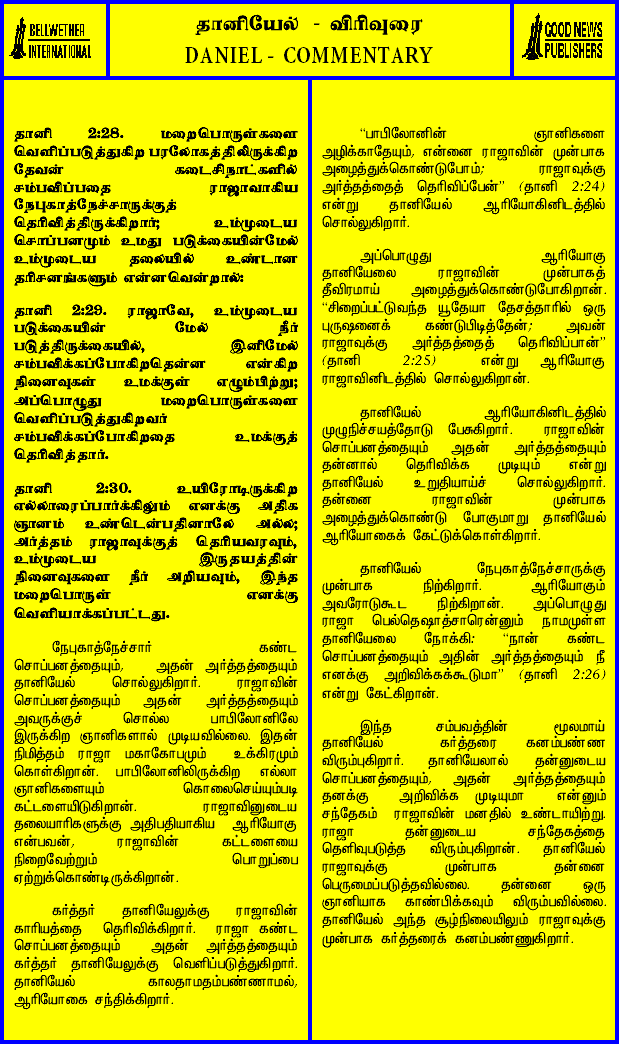 BELLWETHER
INTERNATIONAL
தானியேல் - விரிவுரை
DANIEL - COMMENTARY
GOOD NEWS
PUBLISHERS
தானி 2:28. மறைபொருள்களை
வெளிப்படுத்துகிற பரலோகத்திலிருக்கிற
தேவன் கடைசிநாட்களில்
சம்பவிப்பதை ராஜாவாகிய
நேபுகாத்நேச்சாருக்குத்
தெரிவித்திருக்கிறார்; உம்முடைய
சொப்பனமும் உமது படுக்கையின்மேல்
உம்முடைய தலையில் உண்டான
தரிசனங்களும் என்னவென்றால்:
தானி 2:29. ராஜாவே, உம்முடைய
படுக்கையின் மேல் நீர்
படுத்திருக்கையில், இனிமேல்
சம்பவிக்கப்போகிறதென்ன என்கிற
நினைவுகள் உமக்குள் எழும்பிற்று;
அப்பொழுது மறைபொருள்களை
வெளிப்படுத்துகிறவர்
சம்பவிக்கப்போகிறதை உமக்குத்
தெரிவித்தார்.
தானி 2:30. உயிரோடிருக்கிற
எல்லாரைப்பார்க்கிலும் எனக்கு அதிக
ஞானம் உண்டென்பதினாலே அல்ல;
அர்த்தம் ராஜாவுக்குத் தெரியவரவும்,
உம்முடைய இருதயத்தின்
நினைவுகளை நீர் அறியவும், இந்த
மறைபொருள் எனக்கு
வெளியாக்கப்பட்டது.
நேபுகாத்நேச்சார் கண்ட
சொப்பனத்தையும், அதன் அர்த்தத்தையும்
தானியேல் சொல்லுகிறார். ராஜாவின்
சொப்பனத்தையும் அதன் அர்த்தத்தையும்
அவருக்குச் சொல்ல பாபிலோனிலே
இருக்கிற ஞானிகளால் முடியவில்லை. இதன்
நிமித்தம் ராஜா மகாகோபமும் உக்கிரமும்
கொள்கிறான். பாபிலோனிலிருக்கிற எல்லா
ஞானிகளையும் கொலைசெய்யும்படி
கட்டளையிடுகிறான். ராஜாவினுடைய
தலையாரிகளுக்கு அதிபதியாகிய ஆரியோகு
என்பவன், ராஜாவின் கட்டளையை
நிறைவேற்றும் பொறுப்பை
ஏற்றுக்கொண்டிருக்கிறான்.
கர்த்தர் தானியேலுக்கு ராஜாவின்
காரியத்தை தெரிவிக்கிறார். ராஜா கண்ட
சொப்பனத்தையும் அதன் அர்த்தத்தையும்
கர்த்தர் தானியேலுக்கு வெளிப்படுத்துகிறார்.
தானியேல் காலதாமதம்பண்ணாமல்,
ஆரியோகை சந்திக்கிறார்.
“பாபிலோனின் ஞானிகளை
அழிக்காதேயும், என்னை ராஜாவின் முன்பாக
அழைத்துக்கொண்டுபோம்; ராஜாவுக்கு
அர்த்தத்தைத் தெரிவிப்பேன்” (தானி 2:24)
என்று தானியேல் ஆரியோகினிடத்தில்
சொல்லுகிறார்.
அப்பொழுது ஆரியோகு
தானியேலை ராஜாவின் முன்பாகத்
தீவிரமாய் அழைத்துக்கொண்டுபோகிறான்.
“சிறைப்பட்டுவந்த யூதேயா தேசத்தாரில் ஒரு
புருஷனைக் கண்டுபிடித்தேன்; அவன்
ராஜாவுக்கு அர்த்தத்தைத் தெரிவிப்பான்”
(தானி 2:25) என்று ஆரியோகு
ராஜாவினிடத்தில் சொல்லுகிறான்.
தானியேல் ஆரியோகினிடத்தில்
முழுநிச்சயத்தோடு பேசுகிறார். ராஜாவின்
சொப்பனத்தையும் அதன் அர்த்தத்தையும்
தன்னால் தெரிவிக்க முடியும் என்று
தானியேல் உறுதியாய்ச் சொல்லுகிறார்.
தன்னை ராஜாவின் முன்பாக
அழைத்துக்கொண்டு போகுமாறு தானியேல்
ஆரியோகைக் கேட்டுக்கொள்கிறார்.
தானியேல் நேபுகாத்நேச்சாருக்கு
முன்பாக நிற்கிறார். ஆரியோகும்
அவரோடுகூட நிற்கிறான். அப்பொழுது
ராஜா பெல்தெஷாத்சாரென்னும் நாமமுள்ள
தானியேலை நோக்கி: “நான் கண்ட
சொப்பனத்தையும் அதின் அர்த்தத்தையும் நீ
எனக்கு அறிவிக்கக்கூடுமா” (தானி 2:26)
என்று கேட்கிறான்.
இந்த சம்பவத்தின் மூலமாய்
தானியேல் கர்த்தரை கனம்பண்ண
விரும்புகிறார். தானியேலால் தன்னுடைய
சொப்பனத்தையும், அதன் அர்த்தத்தையும்
தனக்கு அறிவிக்க முடியுமா என்னும்
சந்தேகம் ராஜாவின் மனதில் உண்டாயிற்று.
ராஜா தன்னுடைய சந்தேகத்தை
தெளிவுபடுத்த விரும்புகிறான். தானியேல்
ராஜாவுக்கு முன்பாக தன்னை
பெருமைப்படுத்தவில்லை. தன்னை ஒரு
ஞானியாக காண்பிக்கவும் விரும்பவில்லை.
தானியேல் அந்த சூழ்நிலையிலும் ராஜாவுக்கு
முன்பாக கர்த்தரைக் கனம்பண்ணுகிறார்.